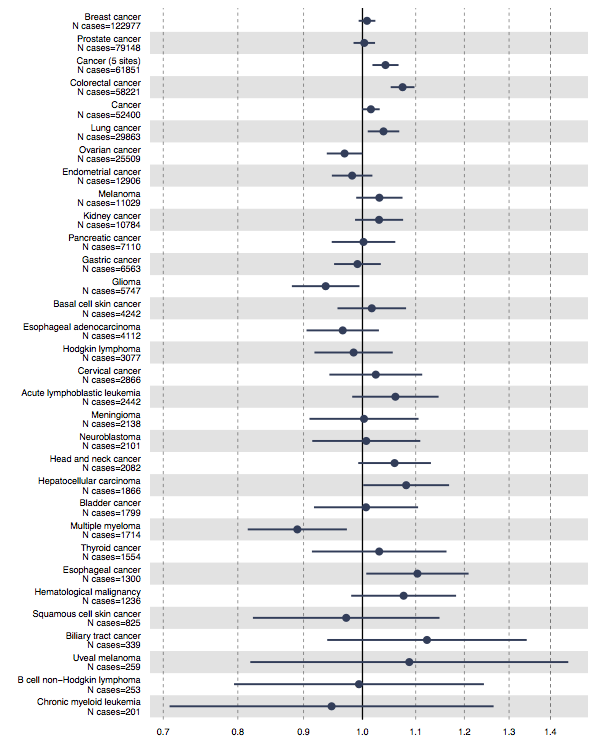 Breast cancer
N cases=122977
Prostate cancer
N cases=79148
Cancer (5 sites)
N cases=61851
Colorectal cancer
N cases=58221
Cancer
N cases=52400
Lung cancer
N cases=29863
Ovarian cancer
N cases=25509
Endometrial cancer
N cases=12906
Melanoma
N cases=11029
Kidney cancer
N cases=10784
Pancreatic cancer
N cases=7110
Gastric cancer
N cases=6563
Glioma
N cases=5747
Basal cell skin cancer
N cases=4242
Esophageal adenocarcinoma
N cases=4112
Hodgkin lymphoma
N cases=3077
Cervical cancer
N cases=2866
Acute lymphoblastic leukemia
N cases=2442
Meningioma
N cases=2138
Neuroblastoma
N cases=2101
Head and neck cancer
N cases=2082
Hepatocellular carcinoma
N cases=1866
Bladder cancer
N cases=1799
Multiple myeloma
N cases=1714
Thyroid cancer
N cases=1554
Esophageal cancer
N cases=1300
Hematological malignancy
N cases=1236
Squamous cell skin cancer
N cases=825
Biliary tract cancer
N cases=339
Uveal melanoma
N cases=259
B cell non−Hodgkin lymphoma
N cases=253
Chronic myeloid leukemia
N cases=201
0.7 0.8 0.9 1.0 1.1 1.2 1.3 1.4